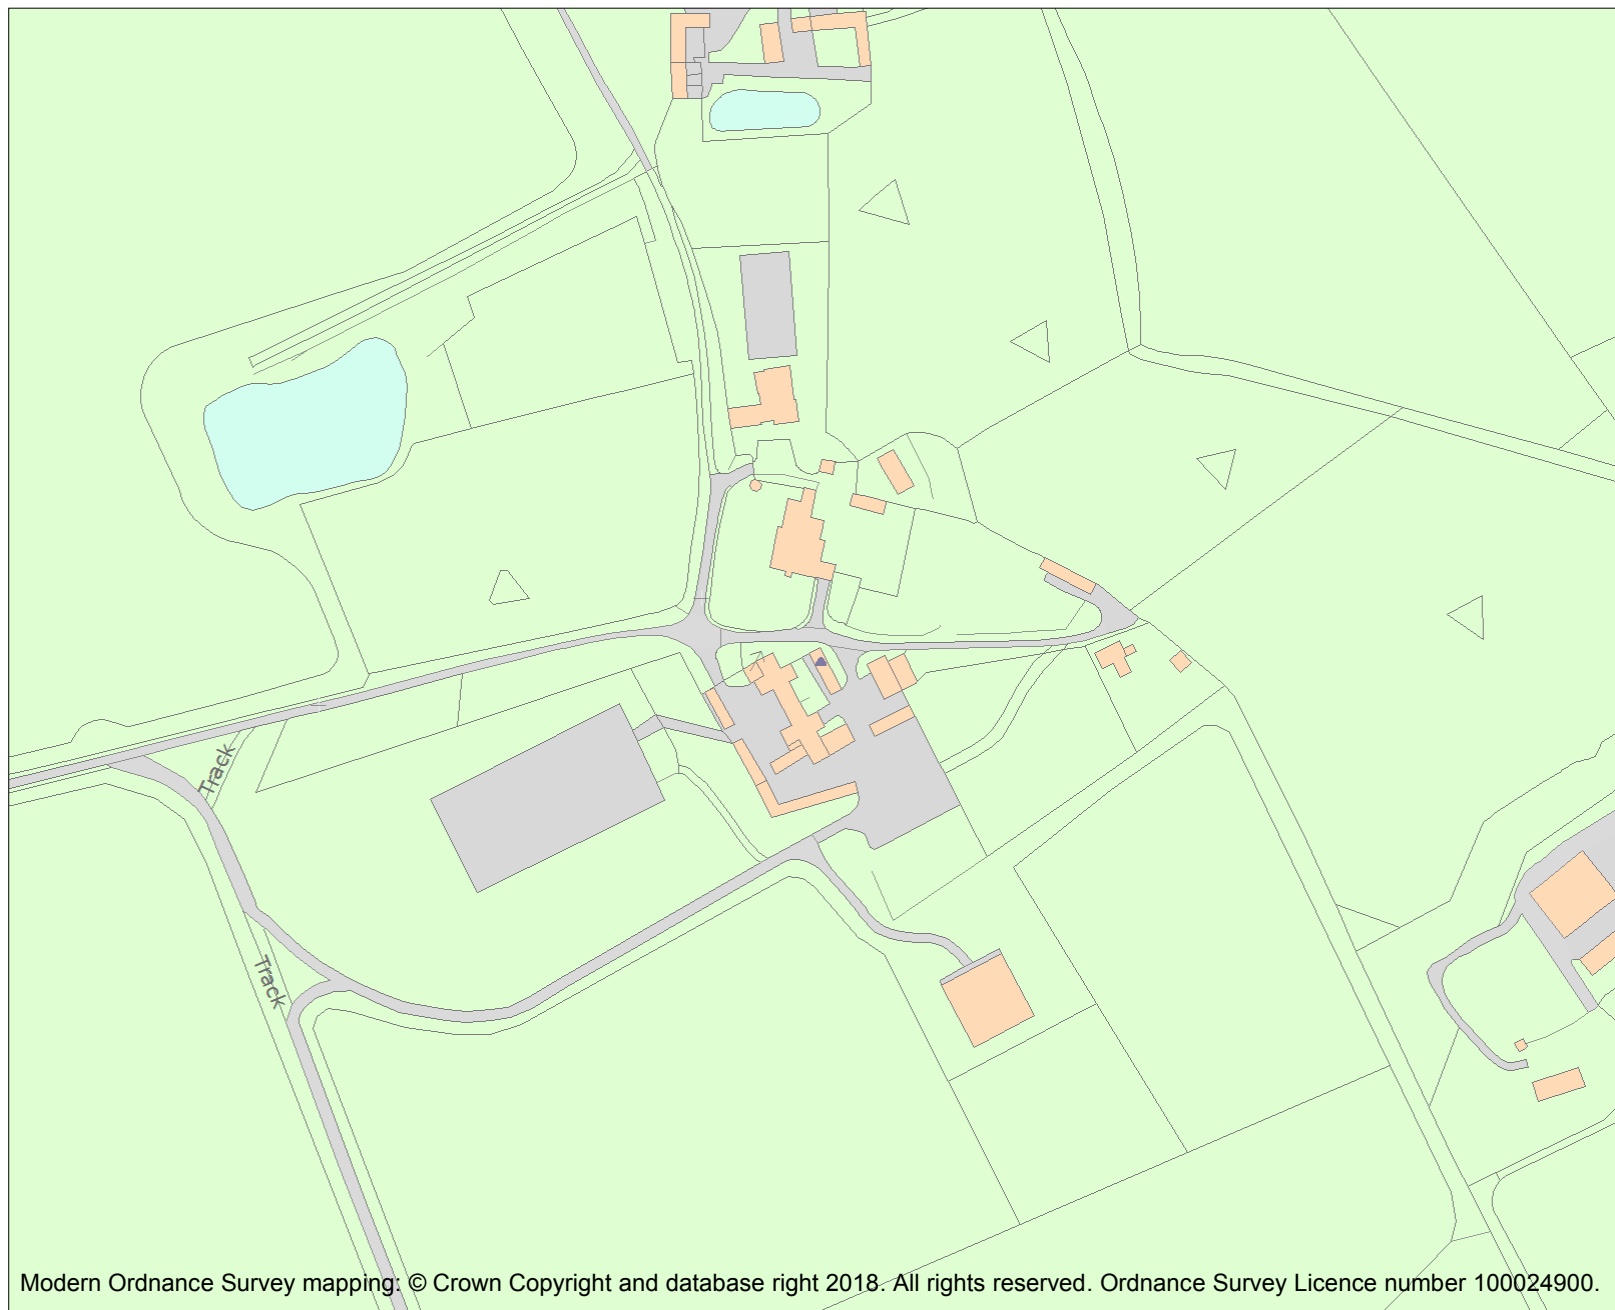 Track
Track
Modern Ordnance Survey mapping: © Crown Copyright and database right 2018. All rights reserved. Ordnance Survey Licence number 100024900.